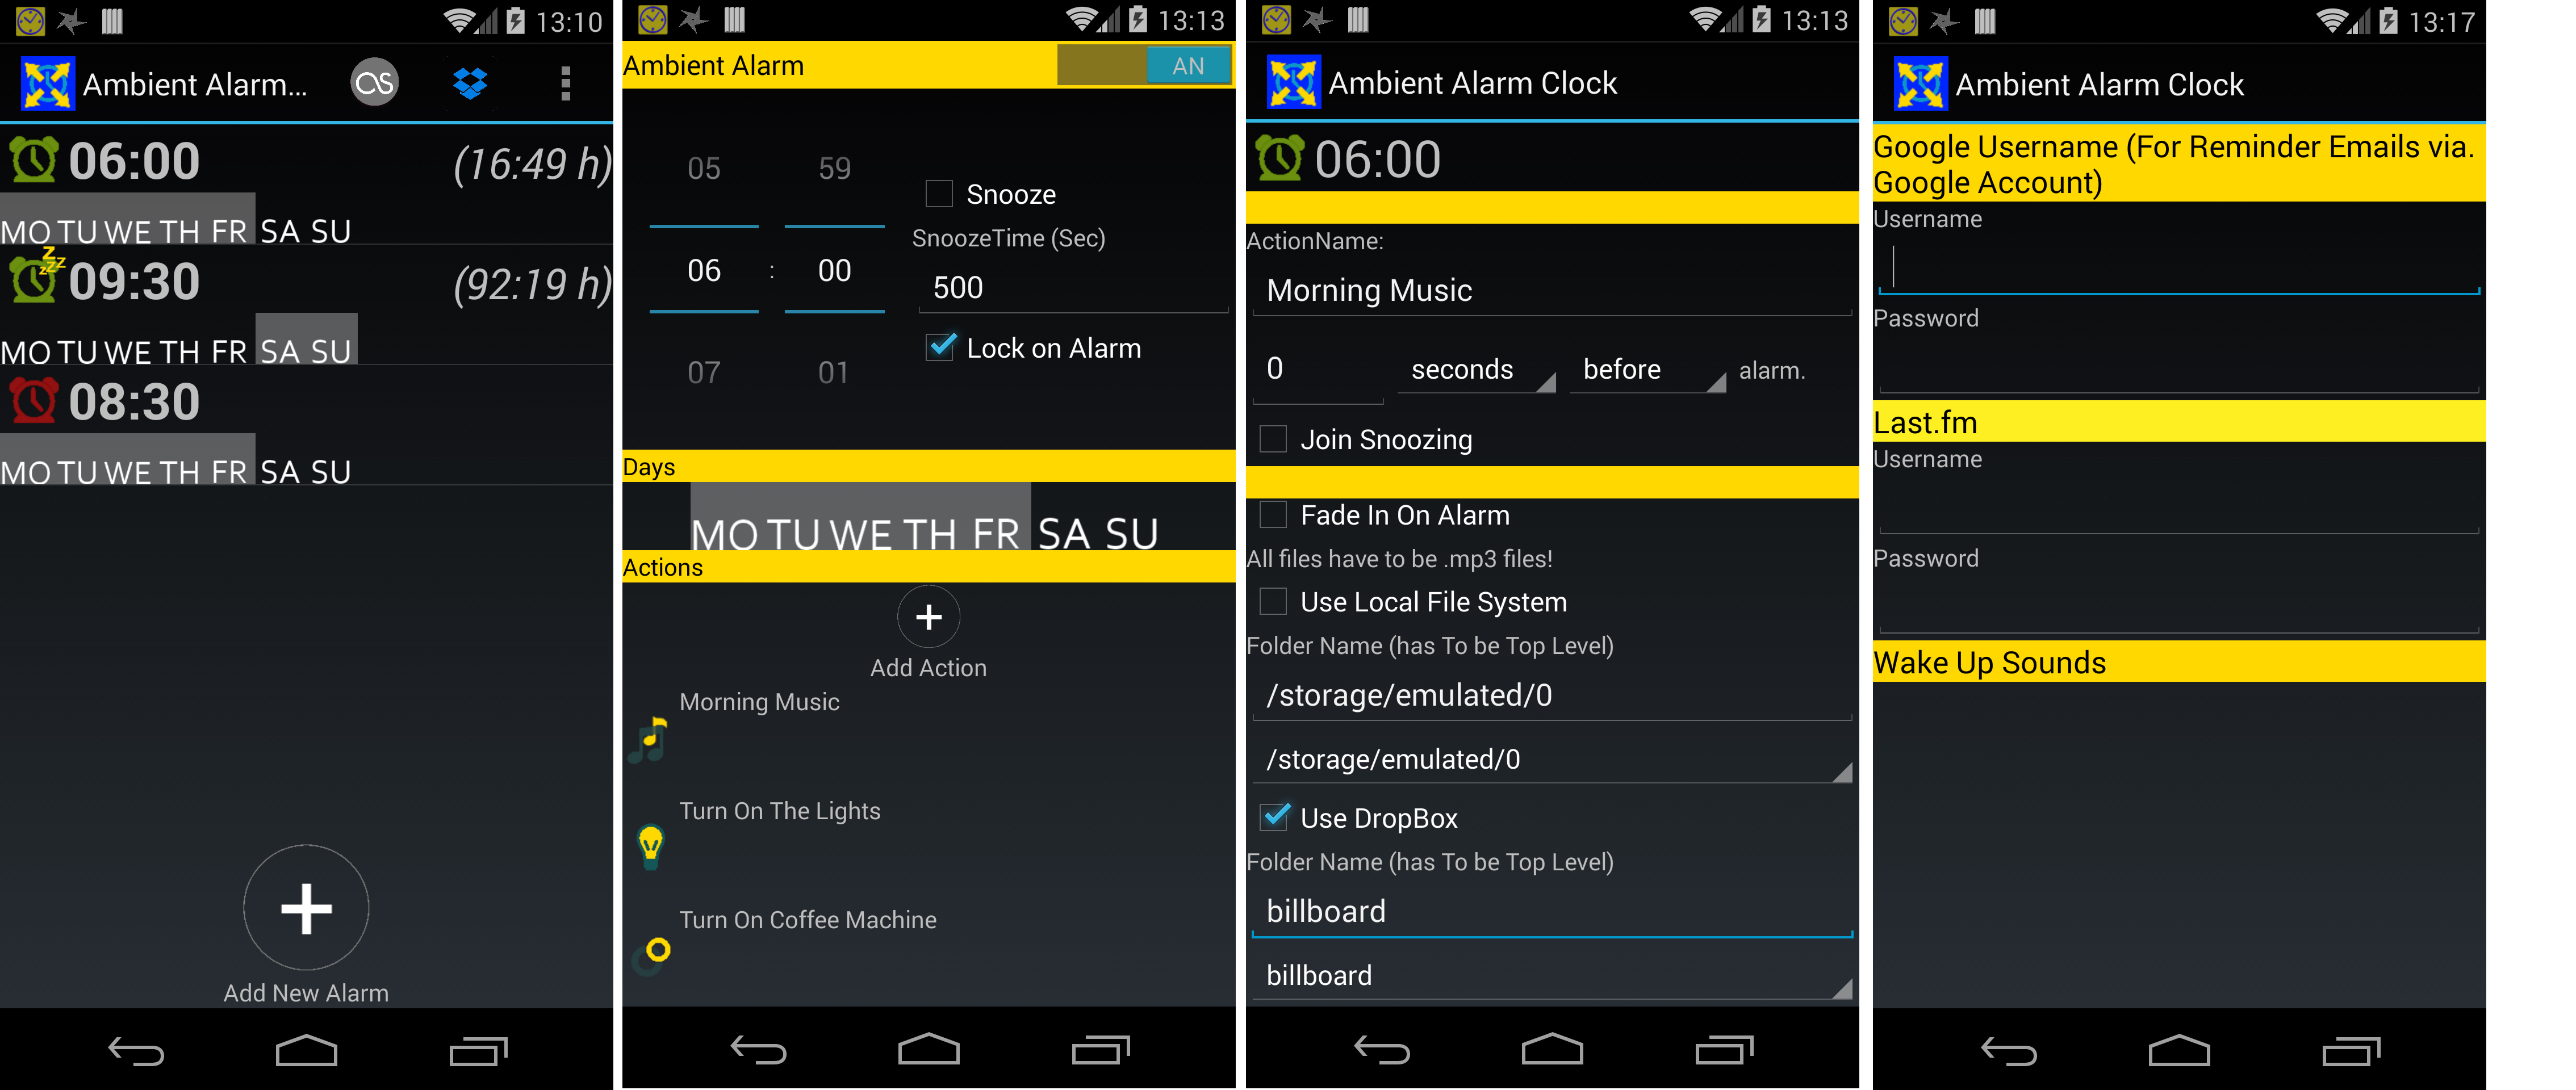 13:10
Ambient Alarm...
06:00 (16:49 h)
MO TU WE TH FR SA SU
09:30 (92:19 h)
MO TU WE TH FR SA SU
08:30
MO TU WE TH FR SA SU
Add New Alarm
13:13
Ambient Alarm AN
05 59
Snooze
SnoozeTime (Sec)
06 : 00
500
Lock on Alarm
07 01
Days
MO TU WE TH FR SA SU
Actions
Add Action
Morning Music
Turn On The Lights
Turn On Coffee Machine
13:13
Ambient Alarm Clock
06:00
ActionName:
Morning Music
0 seconds before alarm.
Join Snoozing
Fade In On Alarm
All files have to be .mp3 files!
Use Local File System
Folder Name (has To be Top Level)
/storage/emulated/0
/storage/emulated/0
Use DropBox
Folder Name (has To be Top Level)
billboard
billboard
13:17
Ambient Alarm Clock
Google Username (For Reminder Emails via.
Google Account)
Username
Password
Last.fm
Username
Password
Wake Up Sounds